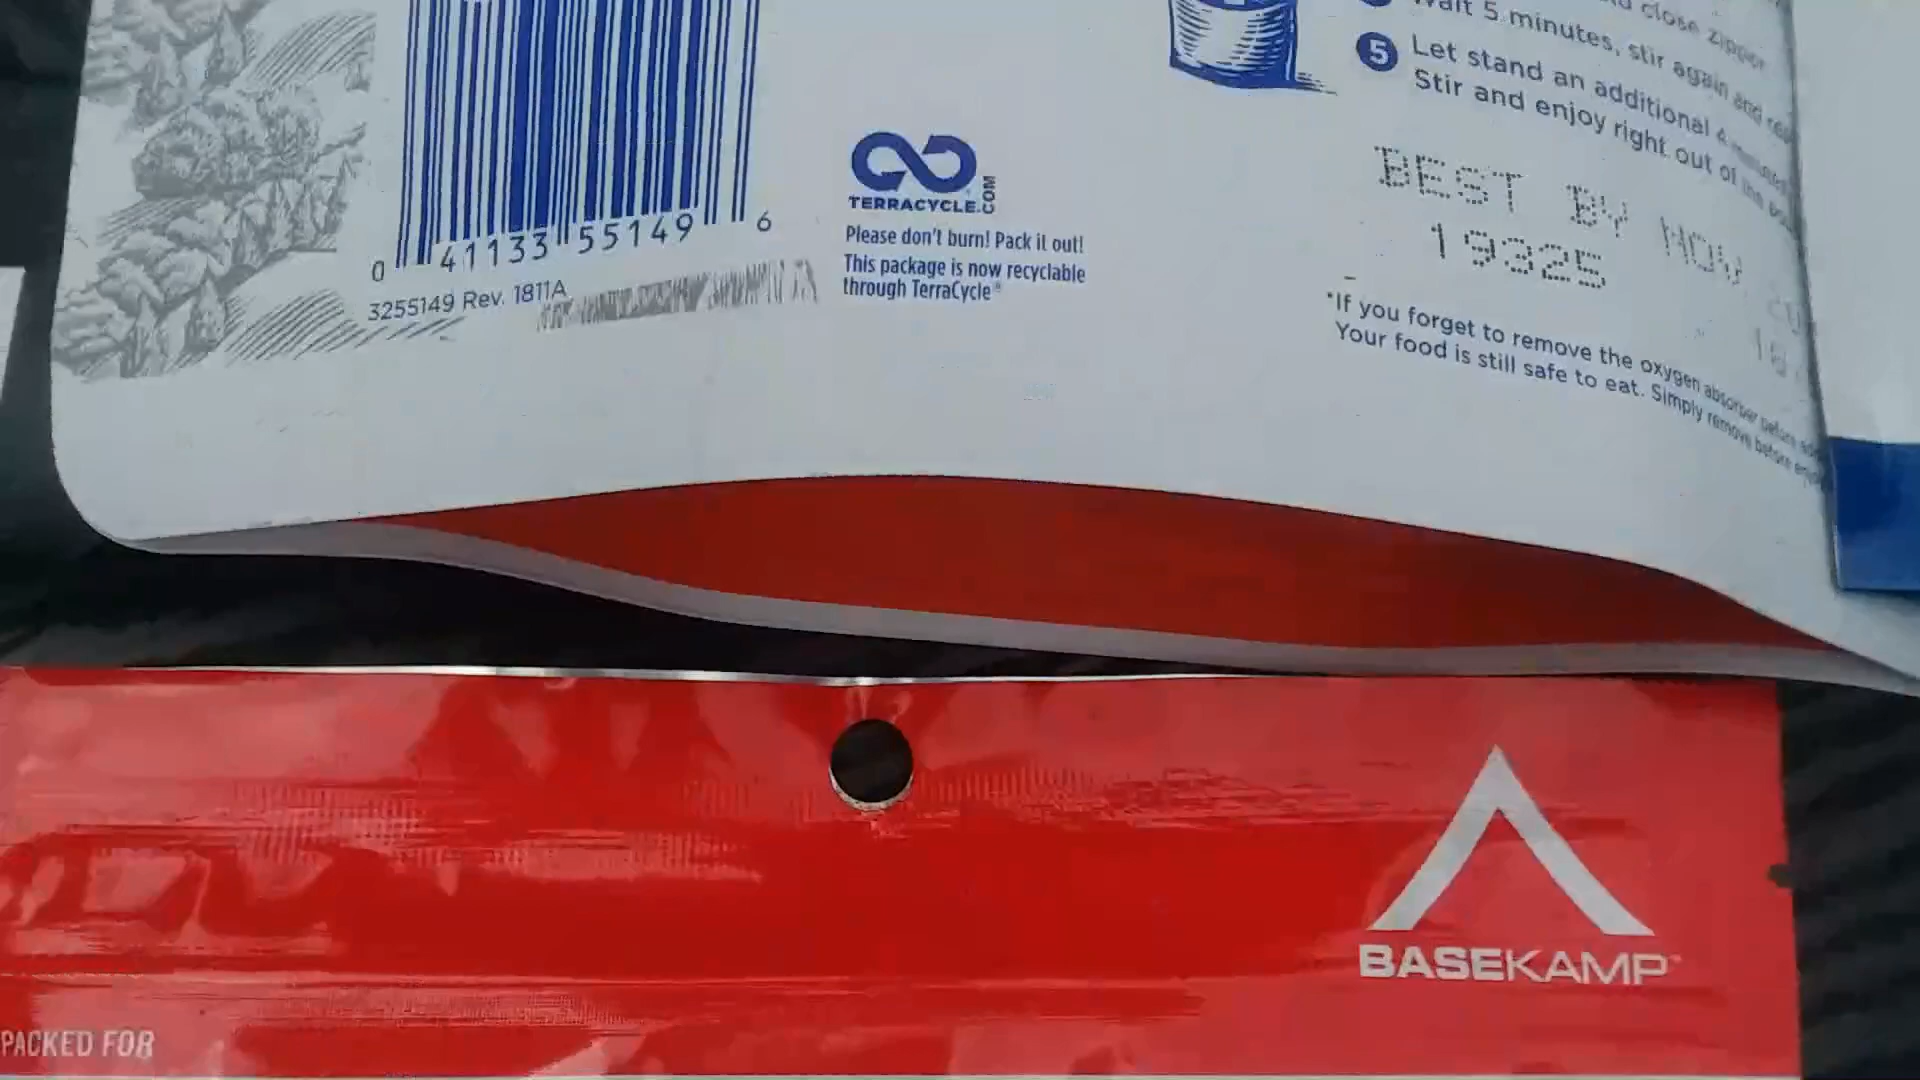 close zipper
Wait 5 minutes, stir again and
5 Let stand an additional 4 minutes
Stir and enjoy right out of the
BEST BY NOV
19325
*If you forget to remove the oxygen absorber before
Your food is still safe to eat. Simply remove before
0 41133 55149 6
3255149 Rev. 1811A
TERRACYCLE.COM
Please don't burn! Pack it out!
This package is now recyclable
through TerraCycle®
BASEKAMP™
PACKED FOR